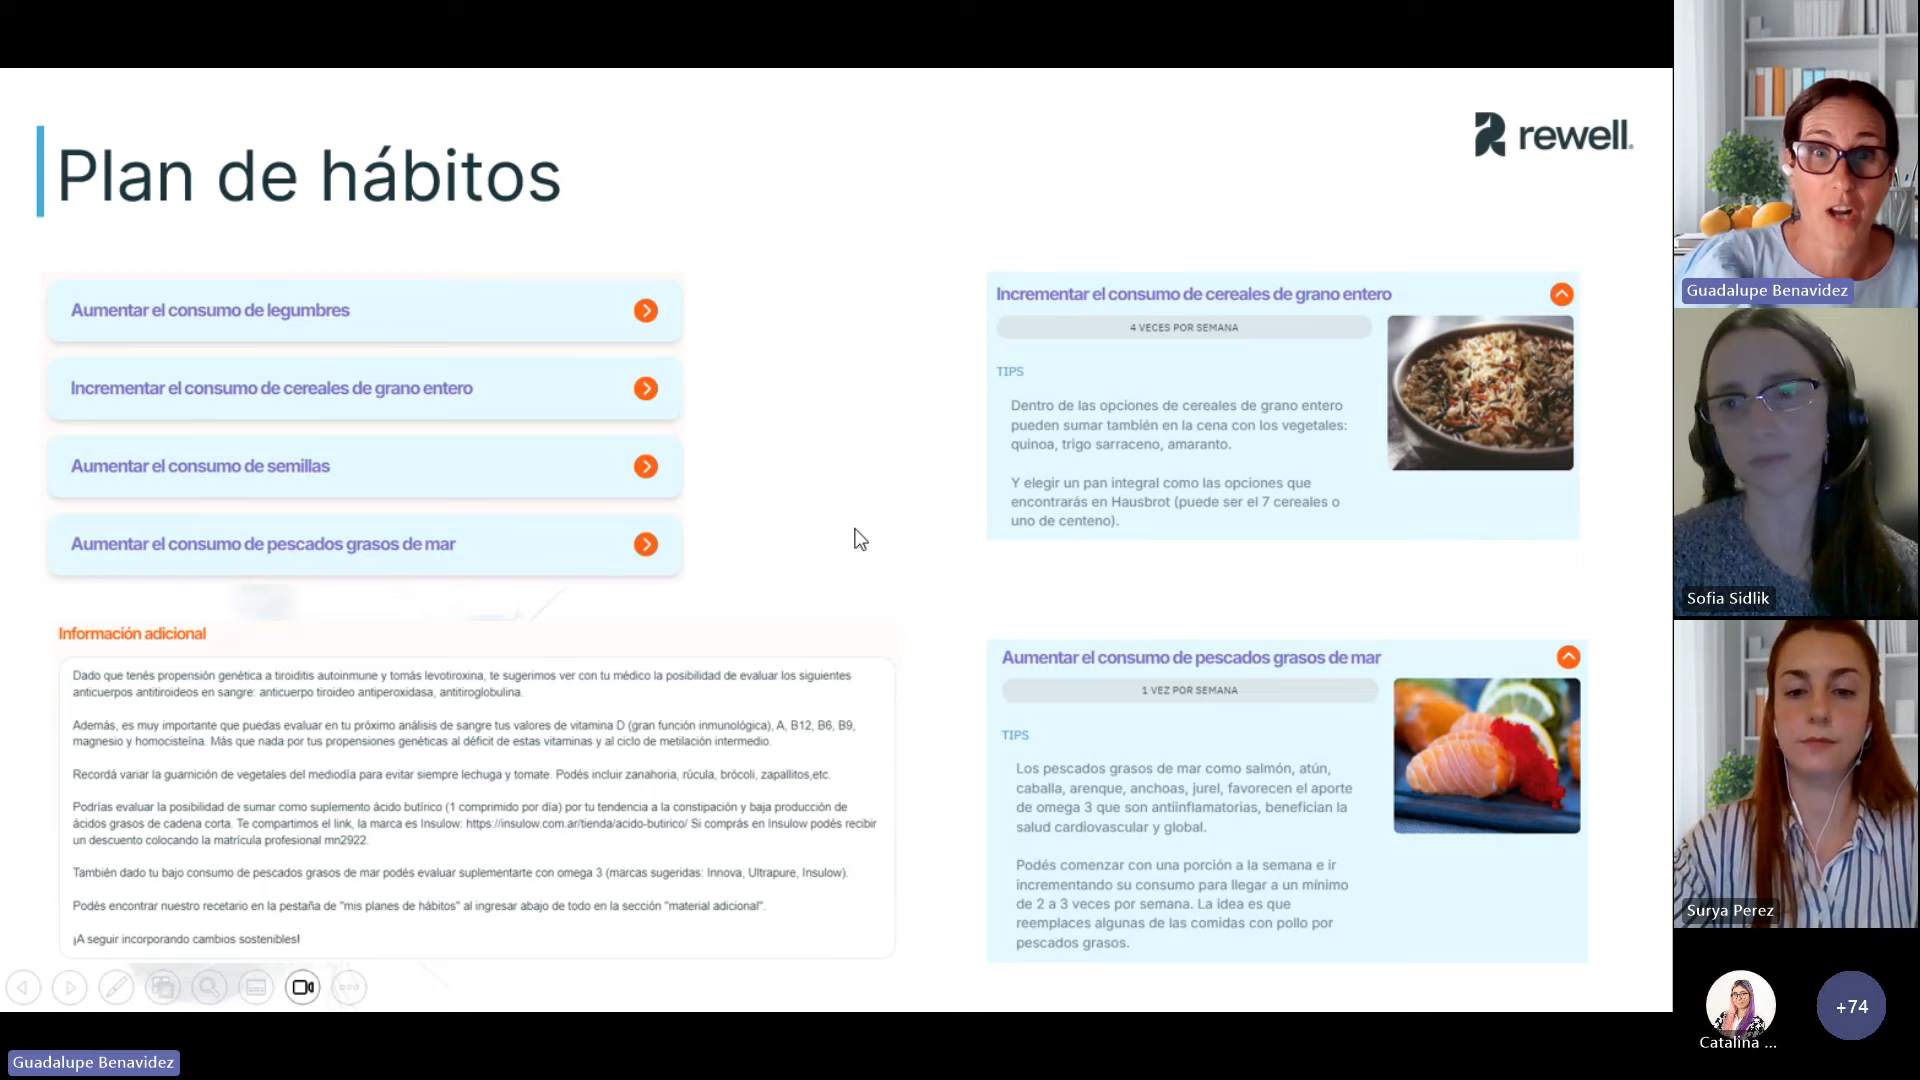 Plan de hábitos
rewell.
Aumentar el consumo de legumbres
Incrementar el consumo de cereales de grano entero
Aumentar el consumo de semillas
Aumentar el consumo de pescados grasos de mar
Información adicional
Dado que tenés propensión genética a tiroiditis autoinmune y tomás levotiroxina, te sugerimos ver con tu médico la posibilidad de evaluar los siguientes
anticuerpos antitiroideos en sangre: anticuerpo tiroideo antiperoxidasa, antitiroglobulina.
Además, es muy importante que puedas evaluar en tu próximo análisis de sangre tus valores de vitamina D (gran función inmunológica), A, B12, B6, B9,
magnesio y homocisteína. Más que nada por tus propensiones genéticas al déficit de estas vitaminas y al ciclo de metilación intermedio.
Recordá variar la guarnición de vegetales del mediodía para evitar siempre lechuga y tomate. Podés incluir zanahoria, rúcula, brócoli, zapallitos,etc.
Podrías evaluar la posibilidad de sumar como suplemento ácido butírico (1 comprimido por día) por tu tendencia a la constipación y baja producción de
ácidos grasos de cadena corta. Te compartimos el link, la marca es Insulow: https://insulow.com.ar/tienda/acido-butirico/ Si comprás en Insulow podés recibir
un descuento colocando la matrícula profesional mn2922.
También dado tu bajo consumo de pescados grasos de mar podés evaluar suplementarte con omega 3 (marcas sugeridas: Innova, Ultrapure, Insulow).
Podés encontrar nuestro recetario en la pestaña de "mis planes de hábitos" al ingresar abajo de todo en la sección "material adicional".
¡A seguir incorporando cambios sostenibles!
Incrementar el consumo de cereales de grano entero
4 VECES POR SEMANA
TIPS
Dentro de las opciones de cereales de grano entero
pueden sumar también en la cena con los vegetales:
quinoa, trigo sarraceno, amaranto.
Y elegir un pan integral como las opciones que
encontrarás en Hausbrot (puede ser el 7 cereales o
uno de centeno).
Aumentar el consumo de pescados grasos de mar
1 VEZ POR SEMANA
TIPS
Los pescados grasos de mar como salmón, atún,
caballa, arenque, anchoas, jurel, favorecen el aporte
de omega 3 que son antiinflamatorias, benefician la
salud cardiovascular y global.
Podés comenzar con una porción a la semana e ir
incrementando su consumo para llegar a un mínimo
de 2 a 3 veces por semana. La idea es que
reemplaces algunas de las comidas con pollo por
pescados grasos.
Guadalupe Benavidez
Sofia Sidlik
Surya Perez
Catalina ...
+74
Guadalupe Benavidez